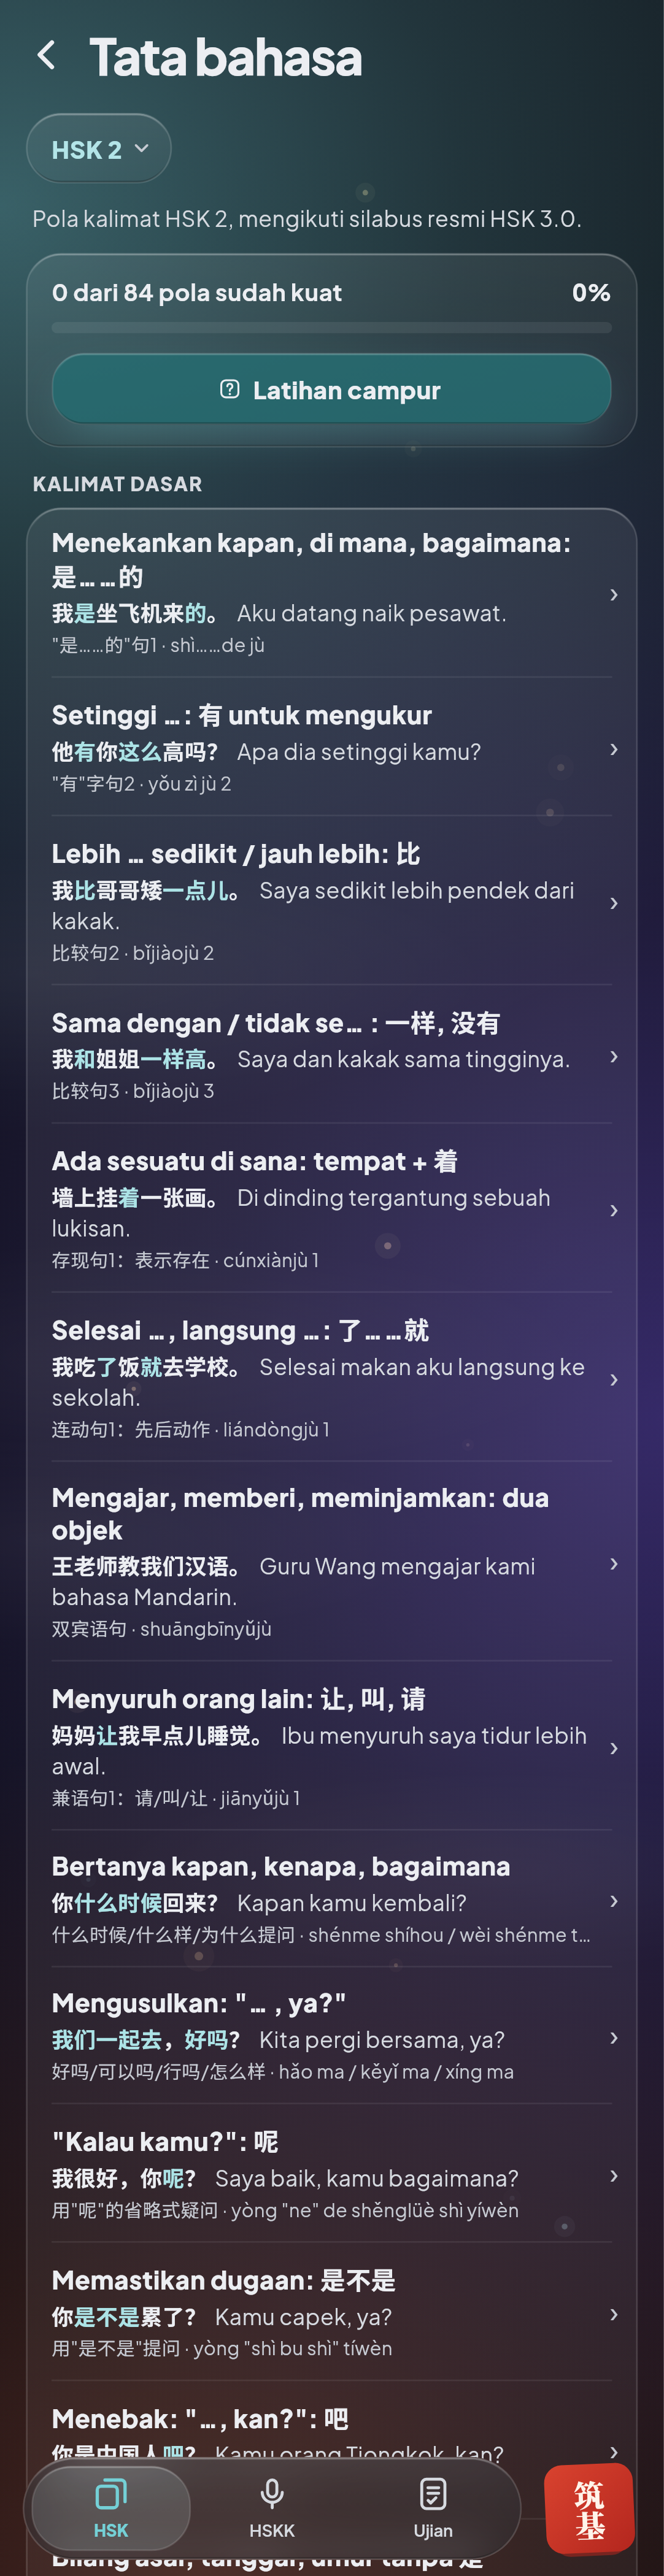 Tata bahasa
HSK 2
Pola kalimat HSK 2, mengikuti silabus resmi HSK 3.0.
0 dari 84 pola sudah kuat 0%
Latihan campur
KALIMAT DASAR
Menekankan kapan, di mana, bagaimana:
是……的
我是坐飞机来的。 Aku datang naik pesawat.
"是……的"句1 · shì……de jù
Setinggi …: 有 untuk mengukur
他有你这么高吗? Apa dia setinggi kamu?
"有"字句2 · yǒu zì jù 2
Lebih … sedikit / jauh lebih: 比
我比哥哥矮一点儿。 Saya sedikit lebih pendek dari
kakak.
比较句2 · bǐjiàojù 2
Sama dengan / tidak se… : 一样, 没有
我和姐姐一样高。 Saya dan kakak sama tingginya.
比较句3 · bǐjiàojù 3
Ada sesuatu di sana: tempat + 着
墙上挂着一张画。 Di dinding tergantung sebuah
lukisan.
存现句1：表示存在 · cúnxiànjù 1
Selesai …, langsung …: 了……就
我吃了饭就去学校。 Selesai makan aku langsung ke
sekolah.
连动句1：先后动作 · liándòngjù 1
Mengajar, memberi, meminjamkan: dua
objek
王老师教我们汉语。 Guru Wang mengajar kami
bahasa Mandarin.
双宾语句 · shuāngbīnyǔjù
Menyuruh orang lain: 让, 叫, 请
妈妈让我早点儿睡觉。 Ibu menyuruh saya tidur lebih
awal.
兼语句1：请/叫/让 · jiānyǔjù 1
Bertanya kapan, kenapa, bagaimana
你什么时候回来? Kapan kamu kembali?
什么时候/什么样/为什么提问 · shénme shíhou / wèi shénme t…
Mengusulkan: "… , ya?"
我们一起去，好吗? Kita pergi bersama, ya?
好吗/可以吗/行吗/怎么样 · hǎo ma / kěyǐ ma / xíng ma
"Kalau kamu?": 呢
我很好，你呢? Saya baik, kamu bagaimana?
用"呢"的省略式疑问 · yòng "ne" de shěnglüè shì yíwèn
Memastikan dugaan: 是不是
你是不是累了? Kamu capek, ya?
用"是不是"提问 · yòng "shì bu shì" tíwèn
Menebak: "…, kan?": 吧
你是中国人吧? Kamu orang Tiongkok, kan?
HSK
HSKK
Ujian
筑
基
Bilang asal, tanggal, umur tanpa 是